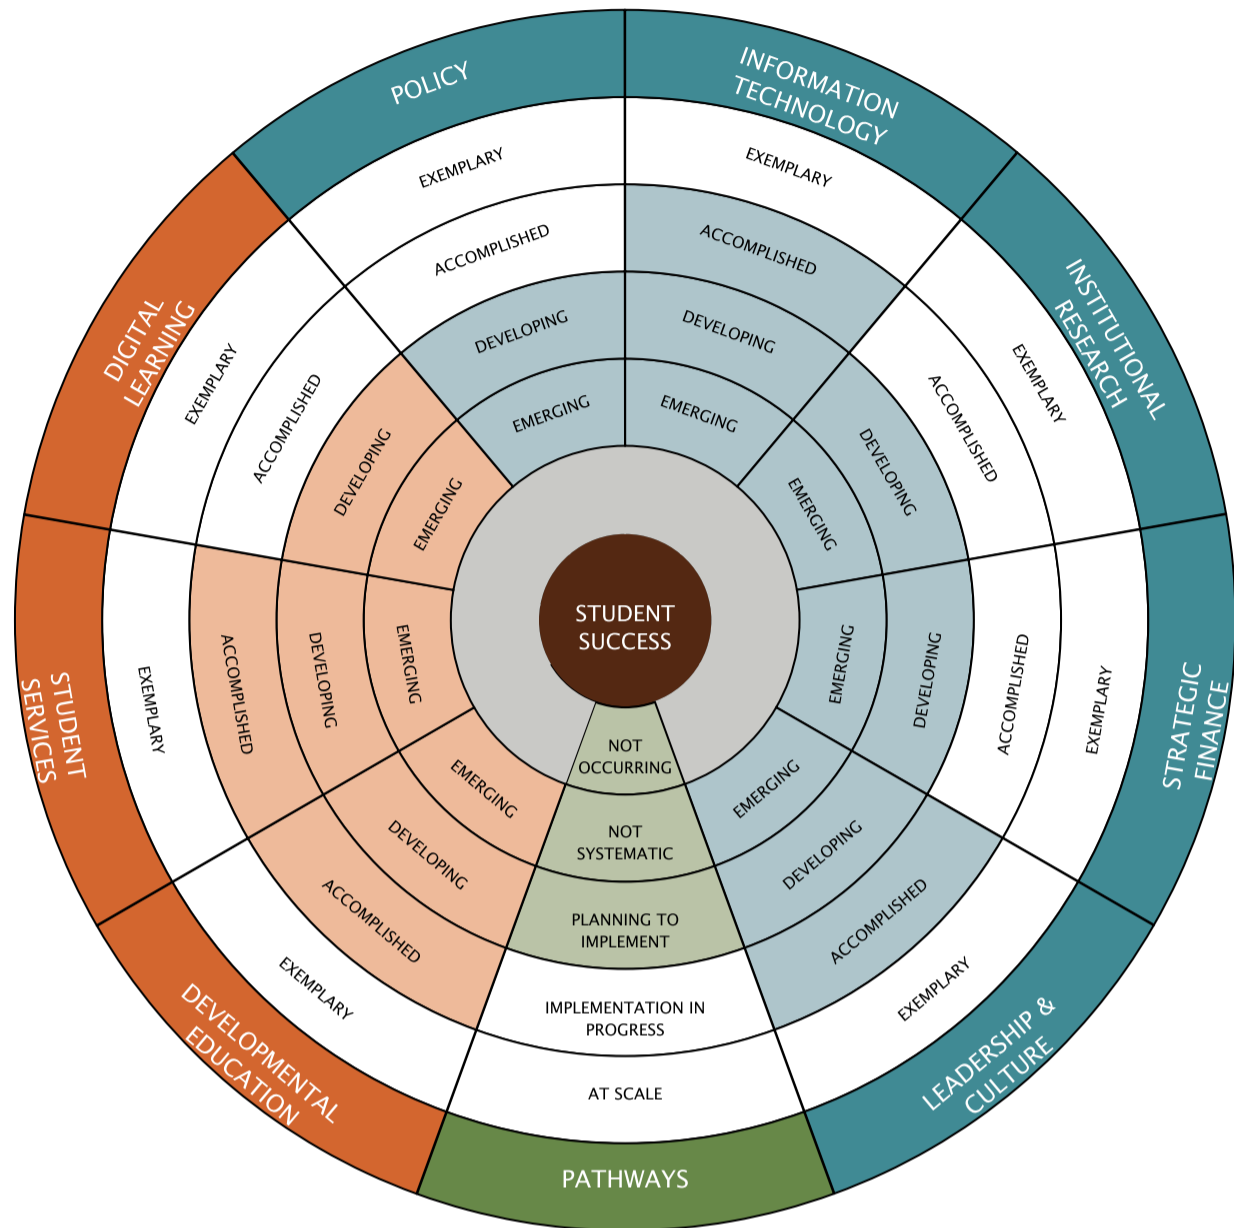 POLICY
EXEMPLARY
ACCOMPLISHED
DEVELOPING
EMERGING
INFORMATION
TECHNOLOGY
EXEMPLARY
ACCOMPLISHED
DEVELOPING
EMERGING
INSTITUTIONAL
RESEARCH
EXEMPLARY
ACCOMPLISHED
DEVELOPING
EMERGING
STRATEGIC
FINANCE
EXEMPLARY
ACCOMPLISHED
DEVELOPING
EMERGING
LEADERSHIP &
CULTURE
EXEMPLARY
ACCOMPLISHED
DEVELOPING
EMERGING
STUDENT
SUCCESS
NOT
OCCURRING
NOT
SYSTEMATIC
PLANNING TO
IMPLEMENT
IMPLEMENTATION IN
PROGRESS
AT SCALE
PATHWAYS
DEVELOPMENTAL
EDUCATION
EXEMPLARY
ACCOMPLISHED
DEVELOPING
EMERGING
STUDENT
SERVICES
EXEMPLARY
ACCOMPLISHED
DEVELOPING
EMERGING
DIGITAL
LEARNING
EXEMPLARY
ACCOMPLISHED
DEVELOPING
EMERGING